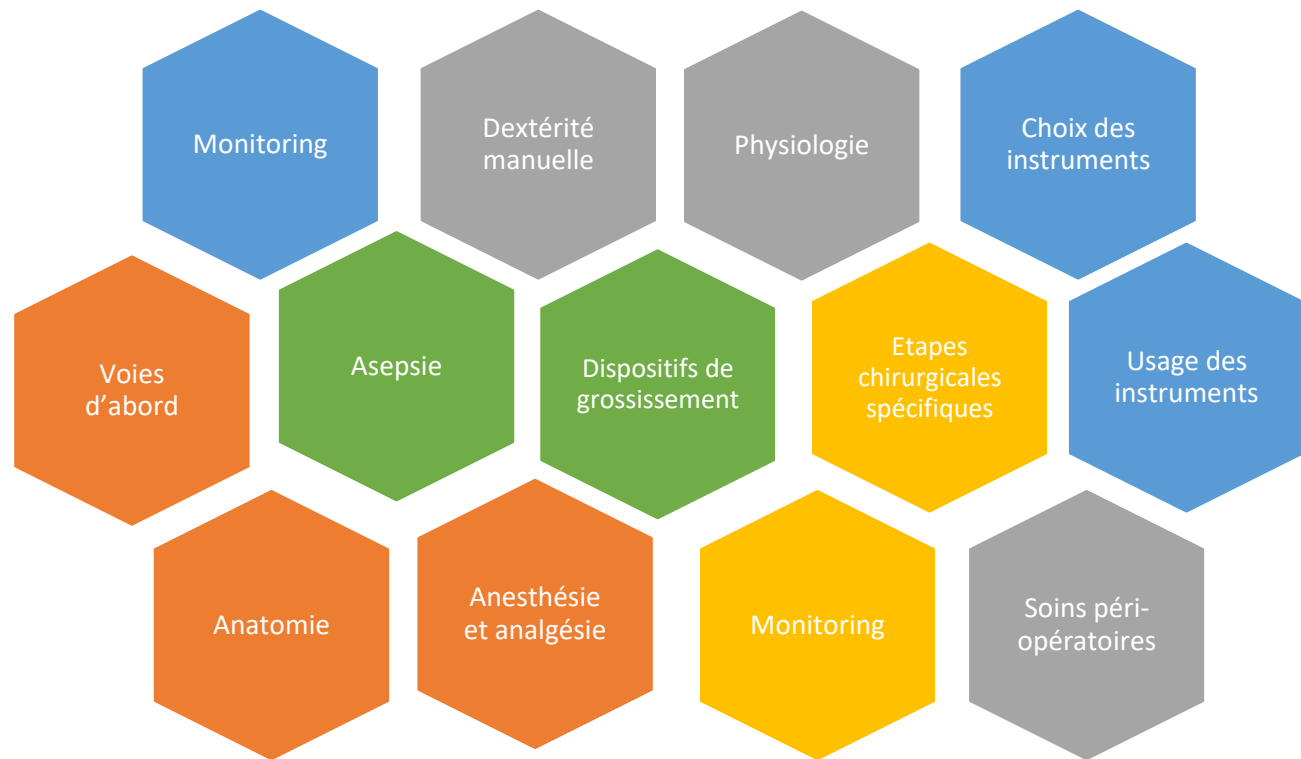 Monitoring
Dextérité
manuelle
Physiologie
Choix des
instruments
Voies
d’abord
Asepsie
Dispositifs de
grossissement
Etapes
chirurgicales
spécifiques
Usage des
instruments
Anatomie
Anesthésie
et analgésie
Monitoring
Soins péri-
opératoires